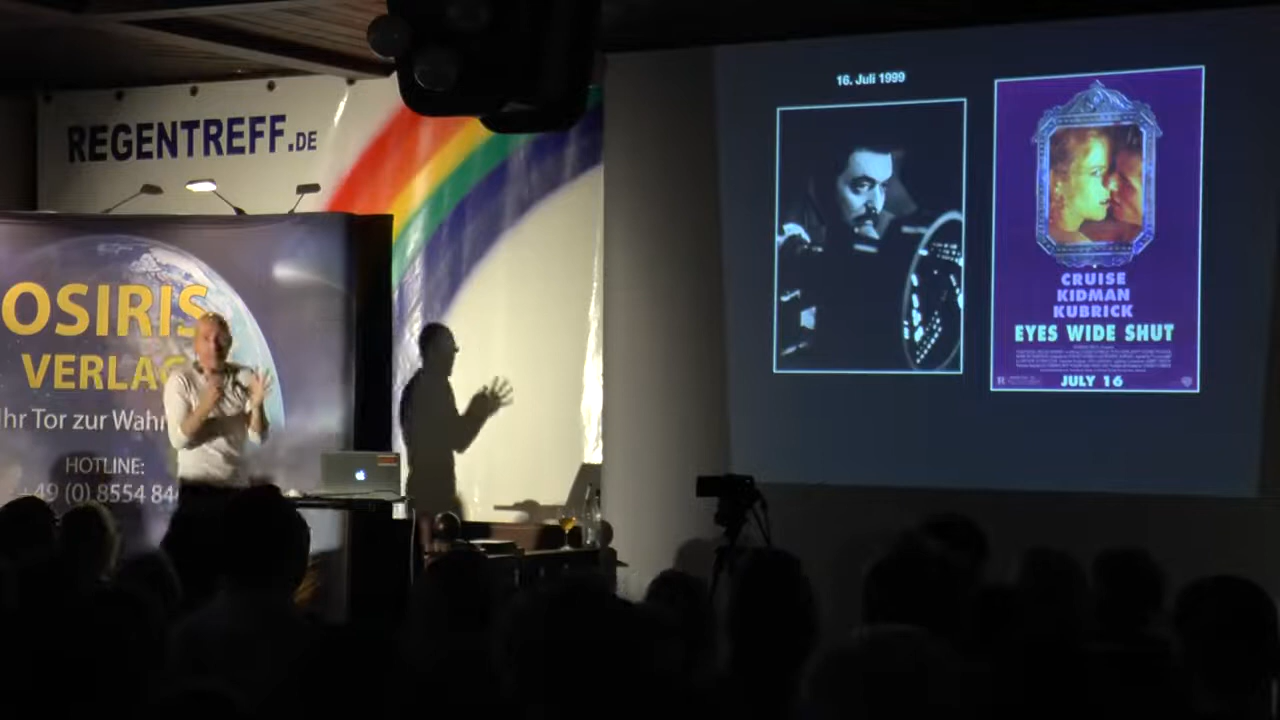 REGENTREFF.DE
OSIRIS
VERLAG
Ihr Tor zur Wahr
HOTLINE:
+49 (0) 8554 84
16. Juli 1999
CRUISE
KIDMAN
KUBRICK
EYES WIDE SHUT
JULY 16